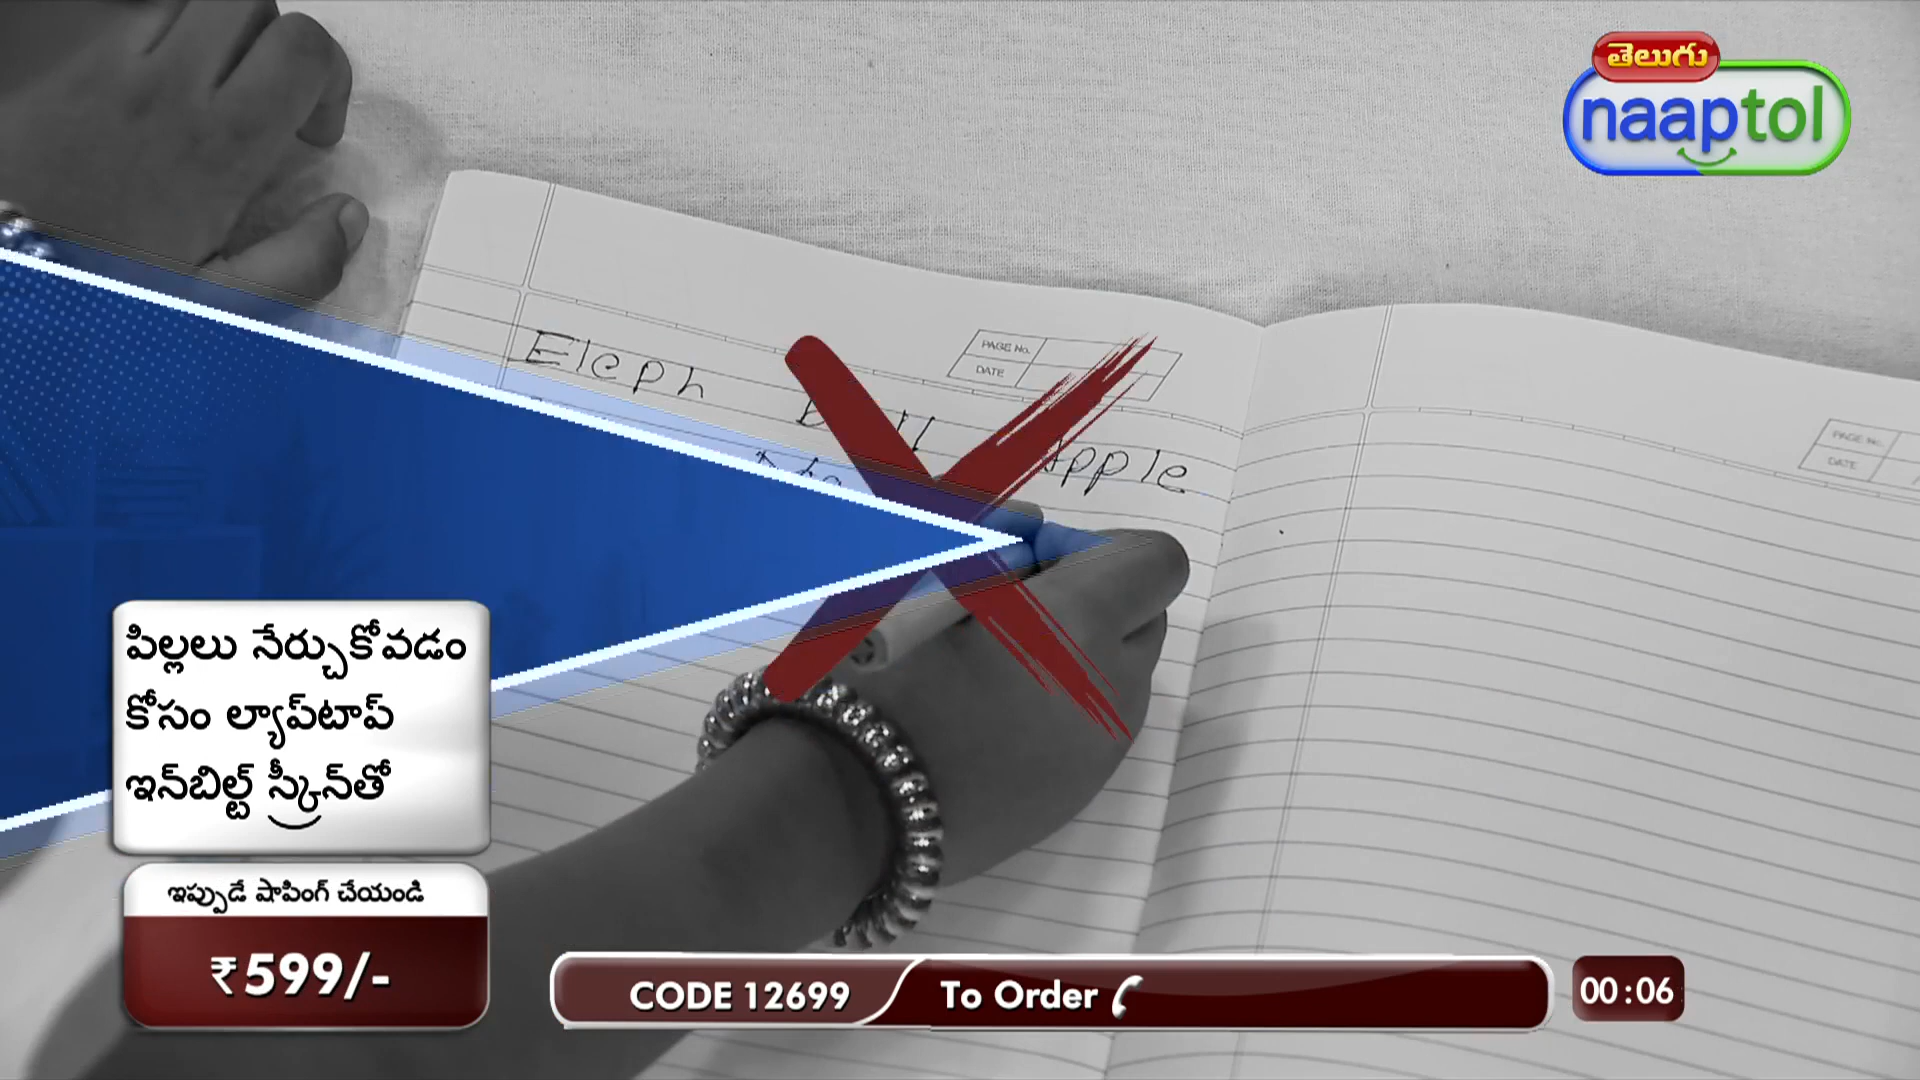 తెలుగు
naaptol
PAGE No.
DATE
Eleph Apple
PAGE No.
DATE
పిల్లలు నేర్చుకోవడం
కోసం ల్యాప్‌టాప్
ఇన్‌బిల్ట్ స్క్రీన్‌తో
ఇప్పుడే షాపింగ్ చేయండి
₹599/-
CODE 12699 To Order
00:06